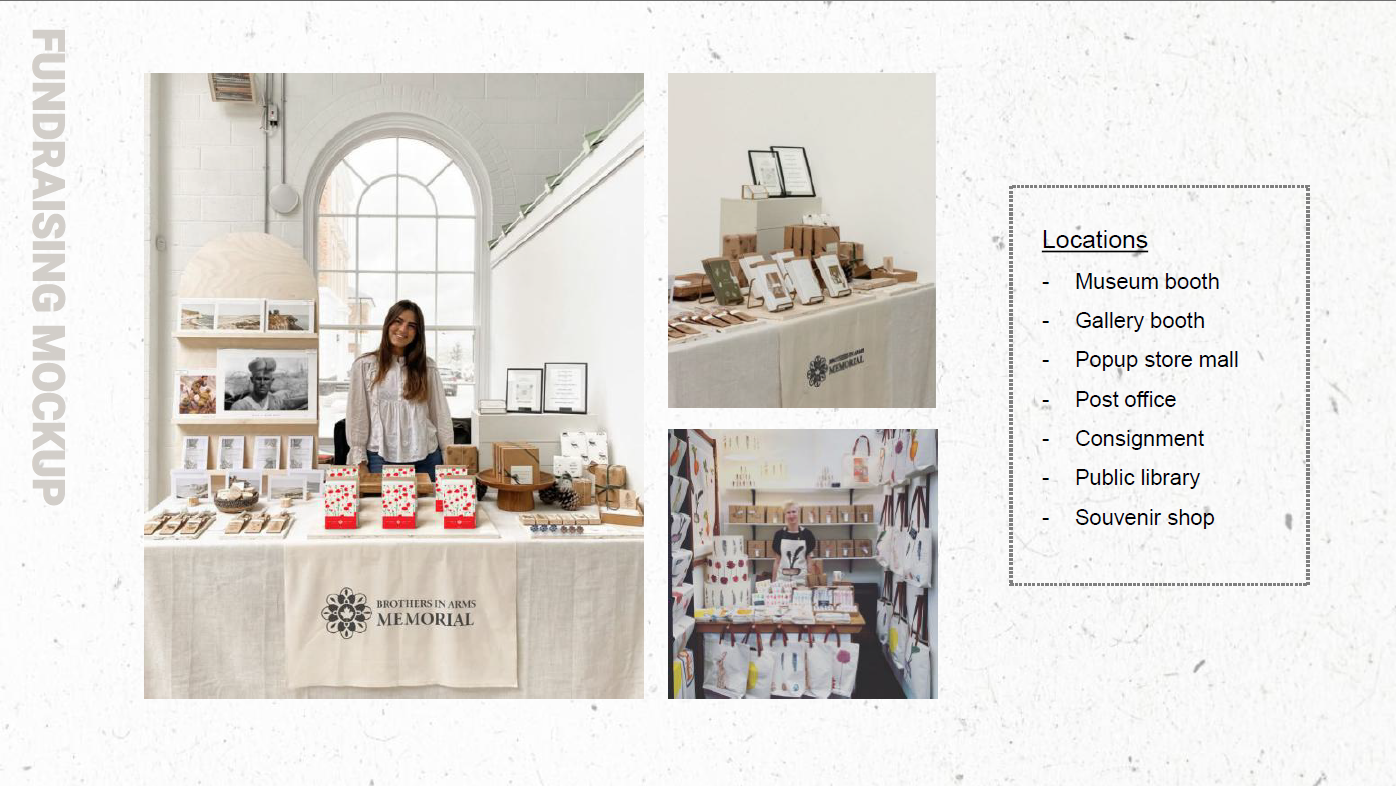 FUNDRAISING MOCKUP
BROTHERS IN ARMS
MEMORIAL
BROTHERS IN ARMS
MEMORIAL
Locations
- Museum booth
- Gallery booth
- Popup store mall
- Post office
- Consignment
- Public library
- Souvenir shop